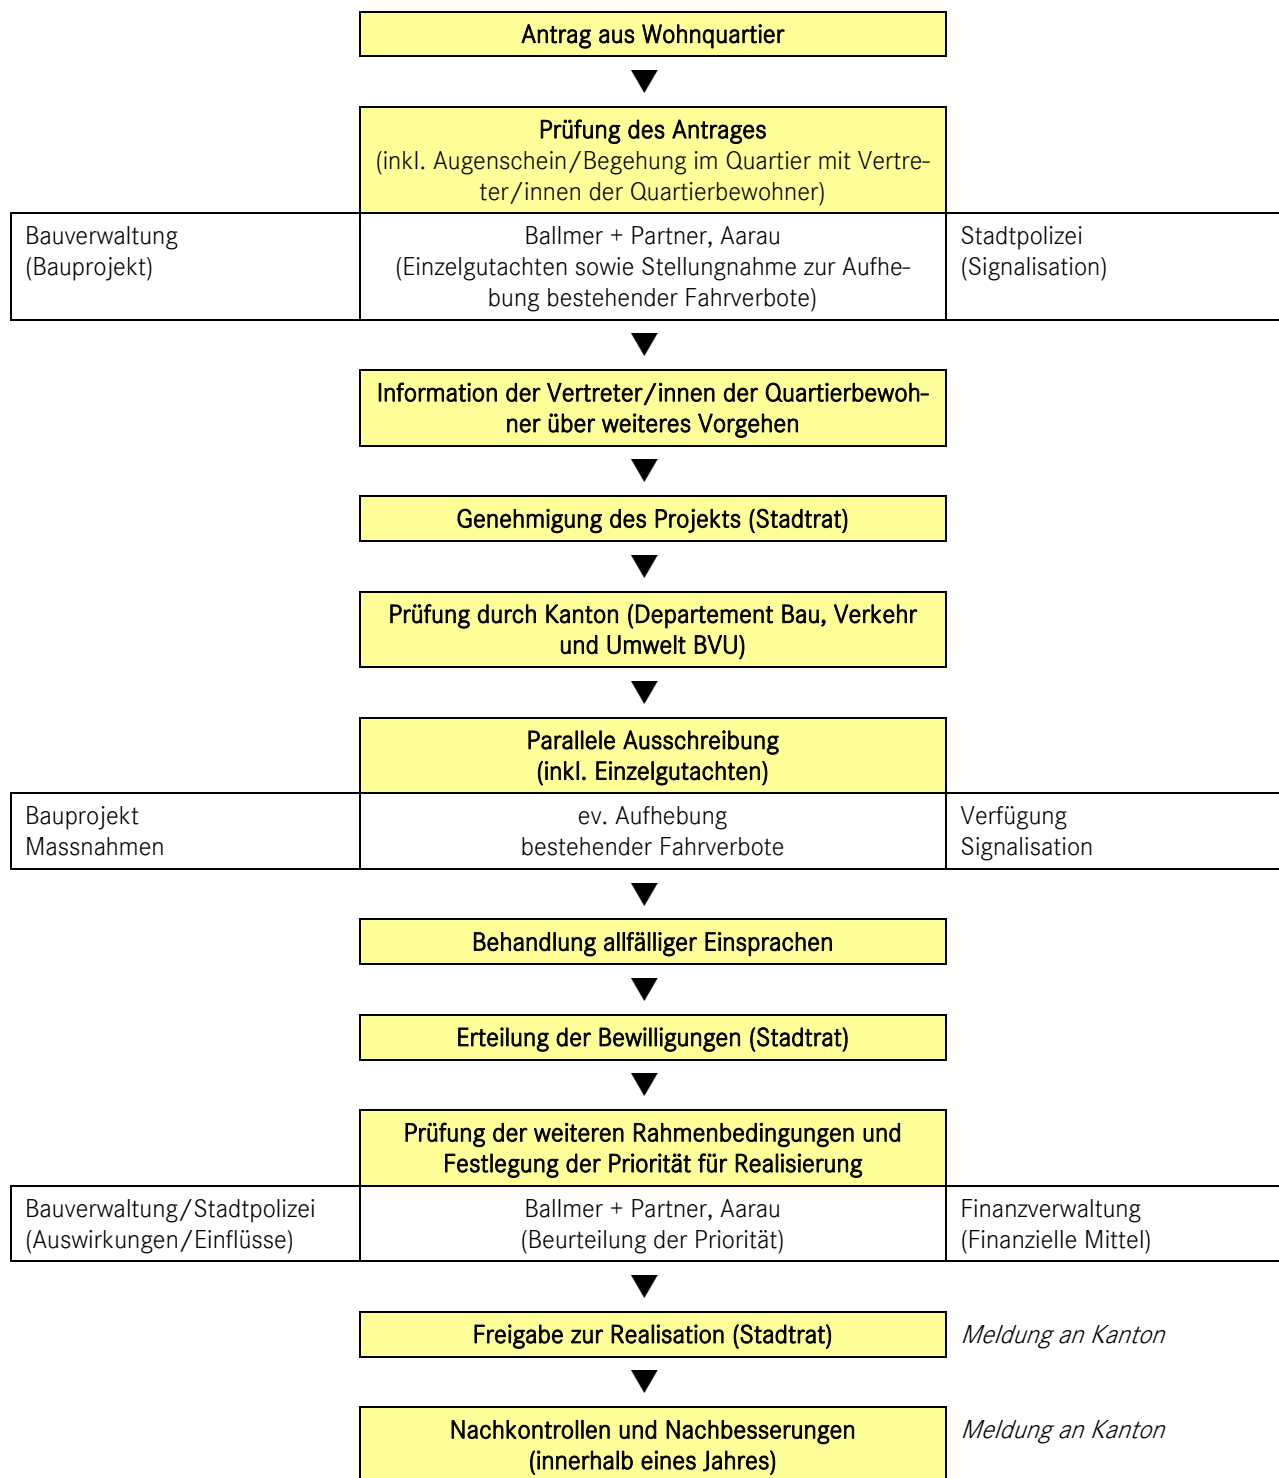 Antrag aus Wohnquartier
Prüfung des Antrages
(inkl. Augenschein/Begehung im Quartier mit Vertre-
ter/innen der Quartierbewohner)
Bauverwaltung
(Bauprojekt)
Ballmer + Partner, Aarau
(Einzelgutachten sowie Stellungnahme zur Aufhe-
bung bestehender Fahrverbote)
Stadtpolizei
(Signalisation)
Information der Vertreter/innen der Quartierbewoh-
ner über weiteres Vorgehen
Genehmigung des Projekts (Stadtrat)
Prüfung durch Kanton (Departement Bau, Verkehr
und Umwelt BVU)
Parallele Ausschreibung
(inkl. Einzelgutachten)
Bauprojekt
Massnahmen
ev. Aufhebung
bestehender Fahrverbote
Verfügung
Signalisation
Behandlung allfälliger Einsprachen
Erteilung der Bewilligungen (Stadtrat)
Prüfung der weiteren Rahmenbedingungen und
Festlegung der Priorität für Realisierung
Bauverwaltung/Stadtpolizei
(Auswirkungen/Einflüsse)
Ballmer + Partner, Aarau
(Beurteilung der Priorität)
Finanzverwaltung
(Finanzielle Mittel)
Freigabe zur Realisation (Stadtrat)
Meldung an Kanton
Nachkontrollen und Nachbesserungen
(innerhalb eines Jahres)
Meldung an Kanton